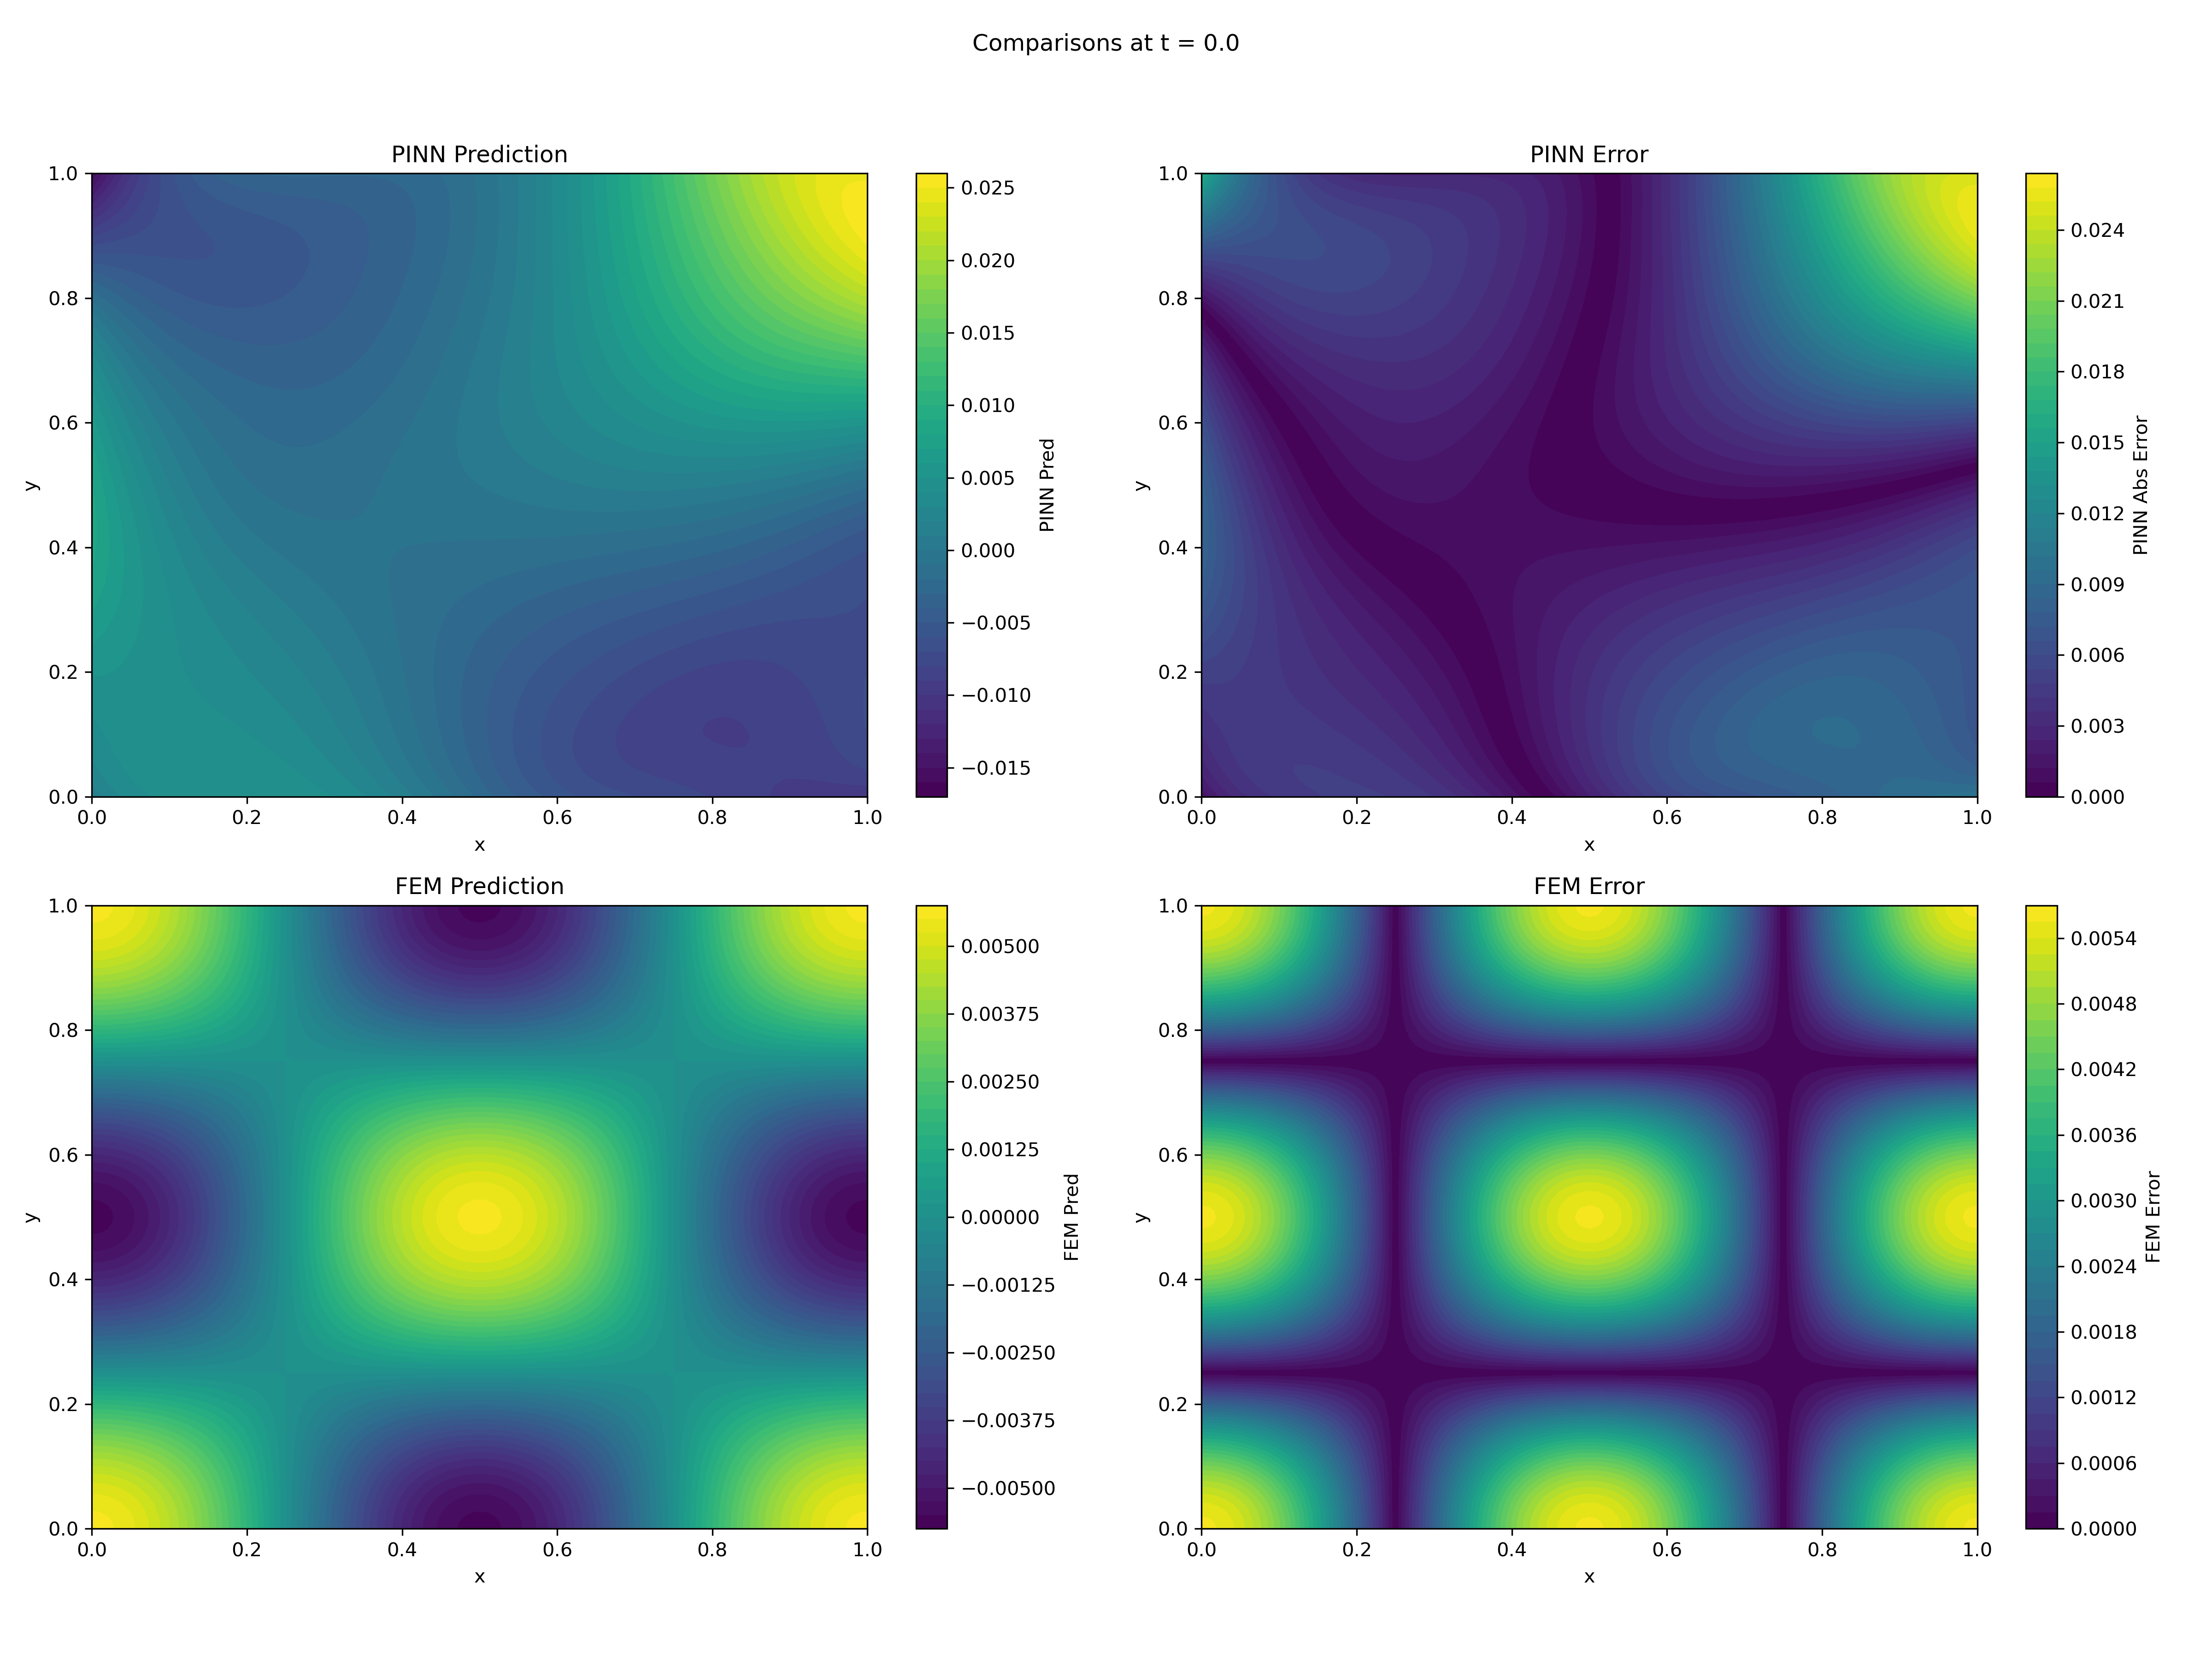 Comparisons at t = 0.0
PINN Prediction
1.0
0.8
0.6
0.4
0.2
0.0
y
0.0 0.2 0.4 0.6 0.8 1.0
x
0.025
0.020
0.015
0.010
0.005
0.000
−0.005
−0.010
−0.015
PINN Pred
PINN Error
1.0
0.8
0.6
0.4
0.2
0.0
y
0.0 0.2 0.4 0.6 0.8 1.0
x
0.024
0.021
0.018
0.015
0.012
0.009
0.006
0.003
0.000
PINN Abs Error
FEM Prediction
1.0
0.8
0.6
0.4
0.2
0.0
y
0.0 0.2 0.4 0.6 0.8 1.0
x
0.00500
0.00375
0.00250
0.00125
0.00000
−0.00125
−0.00250
−0.00375
−0.00500
FEM Pred
FEM Error
1.0
0.8
0.6
0.4
0.2
0.0
y
0.0 0.2 0.4 0.6 0.8 1.0
x
0.0054
0.0048
0.0042
0.0036
0.0030
0.0024
0.0018
0.0012
0.0006
0.0000
FEM Error